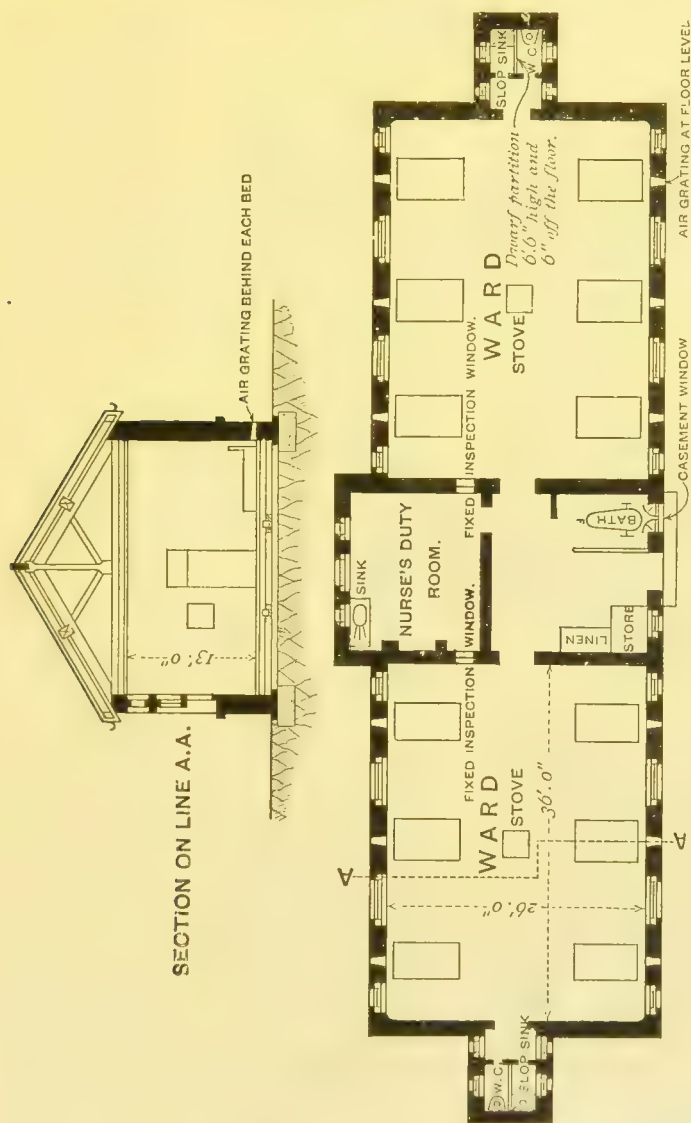 SECTION ON LINE A.A.
13'.0"
AIR GRATING BEHIND EACH BED
SLOP SINK
W C
Dwarf partition
6'.6" high and
6" off the floor.
WARD
STOVE
FIXED INSPECTION WINDOW.
NURSE'S DUTY
ROOM.
SINK
FIXED INSPECTION WINDOW.
BATH
LINEN
STORE
CASEMENT WINDOW
AIR GRATING AT FLOOR LEVEL
WARD
STOVE
A
A
26'.0"
36'.0"
W.C
SLOP SINK